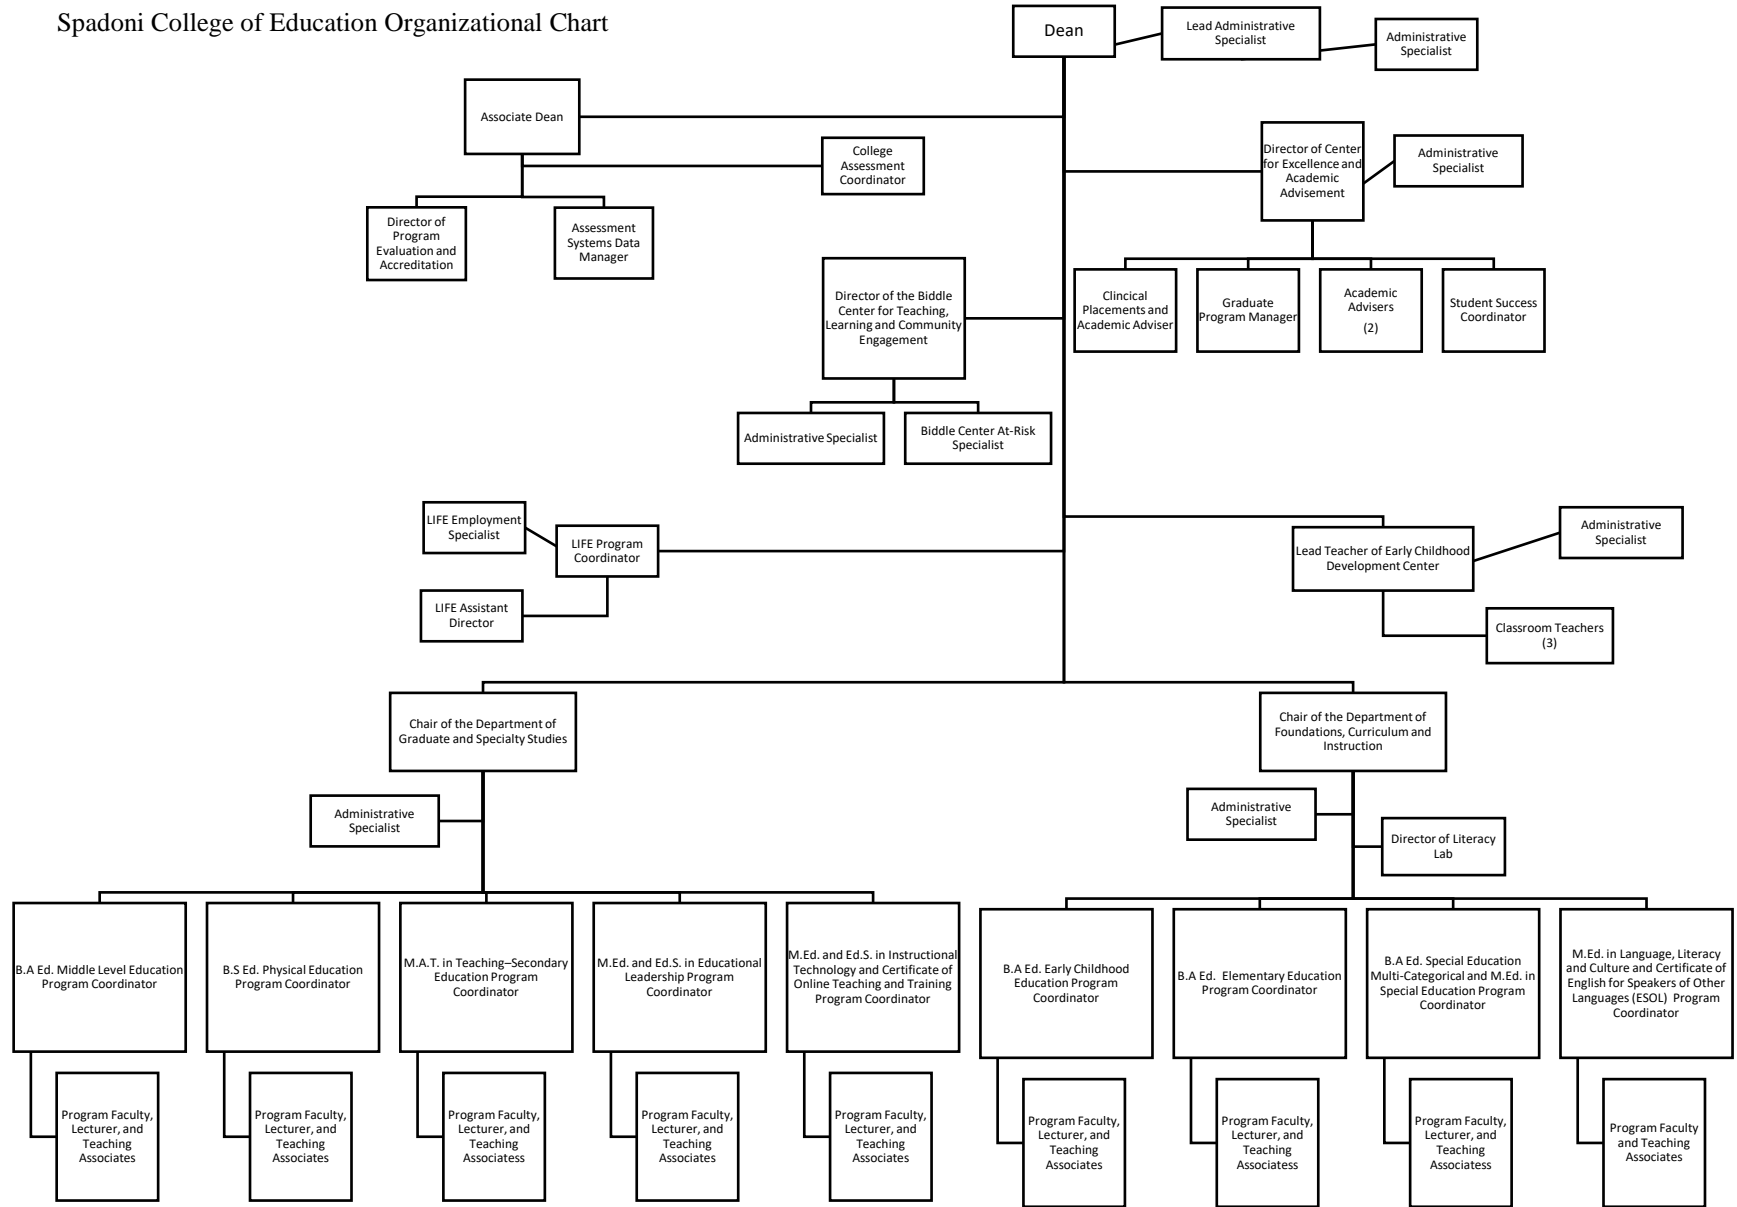 Spadoni College of Education Organizational Chart
Dean
Lead Administrative
Specialist
Administrative
Specialist
Associate Dean
College
Assessment
Coordinator
Director of
Program
Evaluation and
Accreditation
Assessment
Systems Data
Manager
Director of Center
for Excellence and
Academic
Advisement
Administrative
Specialist
Clincical
Placements and
Academic Adviser
Graduate
Program Manager
Academic
Advisers
(2)
Student Success
Coordinator
Director of the Biddle
Center for Teaching,
Learning and Community
Engagement
Administrative Specialist
Biddle Center At-Risk
Specialist
LIFE Employment
Specialist
LIFE Program
Coordinator
LIFE Assistant
Director
Lead Teacher of Early Childhood
Development Center
Administrative
Specialist
Classroom Teachers
(3)
Chair of the Department of
Graduate and Specialty Studies
Chair of the Department of
Foundations, Curriculum and
Instruction
Administrative
Specialist
Administrative
Specialist
Director of Literacy
Lab
B.A Ed. Middle Level Education
Program Coordinator
B.S Ed. Physical Education
Program Coordinator
M.A.T. in Teaching–Secondary
Education Program
Coordinator
M.Ed. and Ed.S. in Educational
Leadership Program
Coordinator
M.Ed. and Ed.S. in Instructional
Technology and Certificate of
Online Teaching and Training
Program Coordinator
B.A Ed. Early Childhood
Education Program
Coordinator
B.A Ed.  Elementary Education
Program Coordinator
B.A Ed. Special Education
Multi-Categorical and M.Ed. in
Special Education Program
Coordinator
M.Ed. in Language, Literacy
and Culture and Certificate of
English for Speakers of Other
Languages (ESOL)  Program
Coordinator
Program Faculty,
Lecturer, and
Teaching
Associates
Program Faculty,
Lecturer, and
Teaching
Associates
Program Faculty,
Lecturer, and
Teaching
Associatess
Program Faculty,
Lecturer, and
Teaching
Associates
Program Faculty,
Lecturer, and
Teaching
Associates
Program Faculty,
Lecturer, and
Teaching
Associates
Program Faculty,
Lecturer, and
Teaching
Associatess
Program Faculty,
Lecturer, and
Teaching
Associatess
Program Faculty
and Teaching
Associates